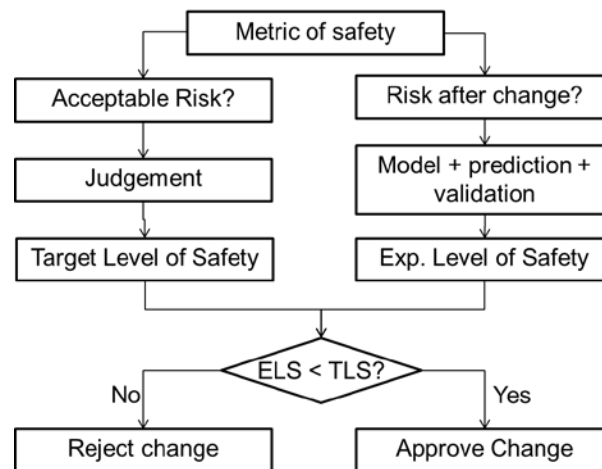 Metric of safety
Acceptable Risk?
Risk after change?
Judgement
Model + prediction +
validation
Target Level of Safety
Exp. Level of Safety
ELS < TLS?
No
Yes
Reject change
Approve Change